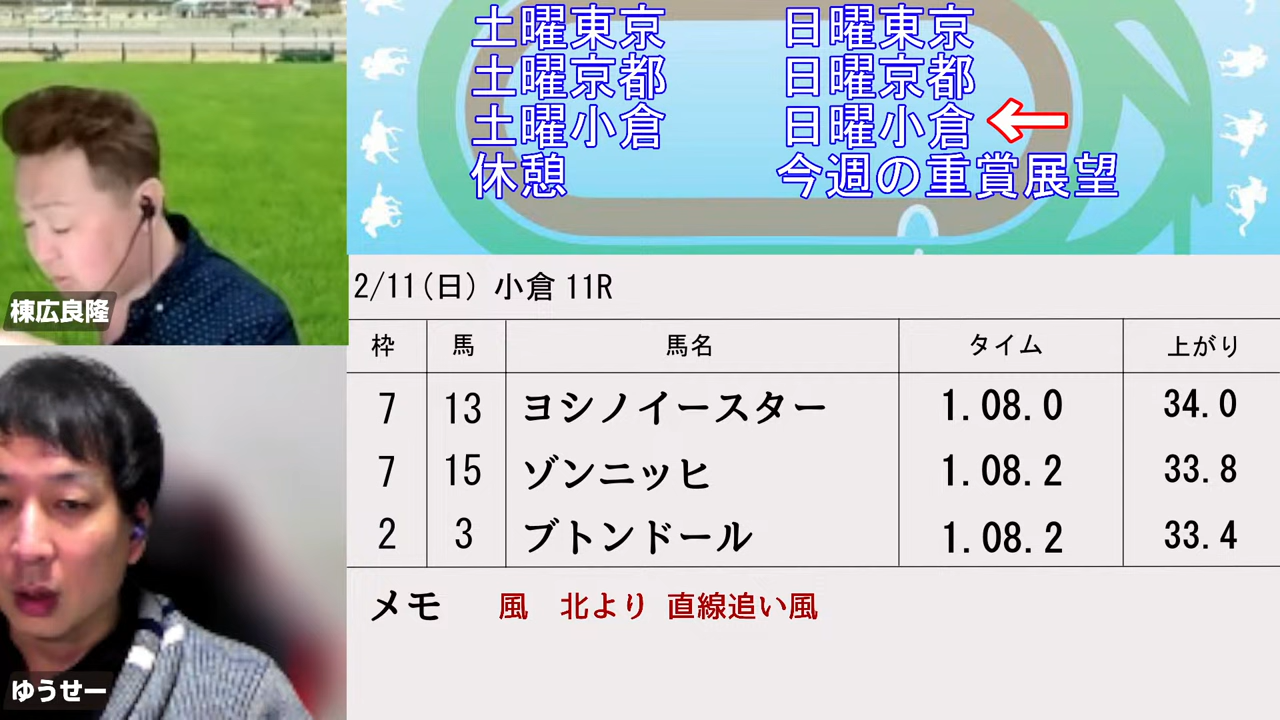 土曜東京 日曜東京
土曜京都 日曜京都
土曜小倉 日曜小倉
休憩 今週の重賞展望
棟広良隆
ゆうせー
2/11(日) 小倉 11R
枠 馬 馬名 タイム 上がり
7 13 ヨシノイースター 1.08.0 34.0
7 15 ゾンニッヒ 1.08.2 33.8
2 3 ブトンドール 1.08.2 33.4
メモ 風 北より 直線追い風